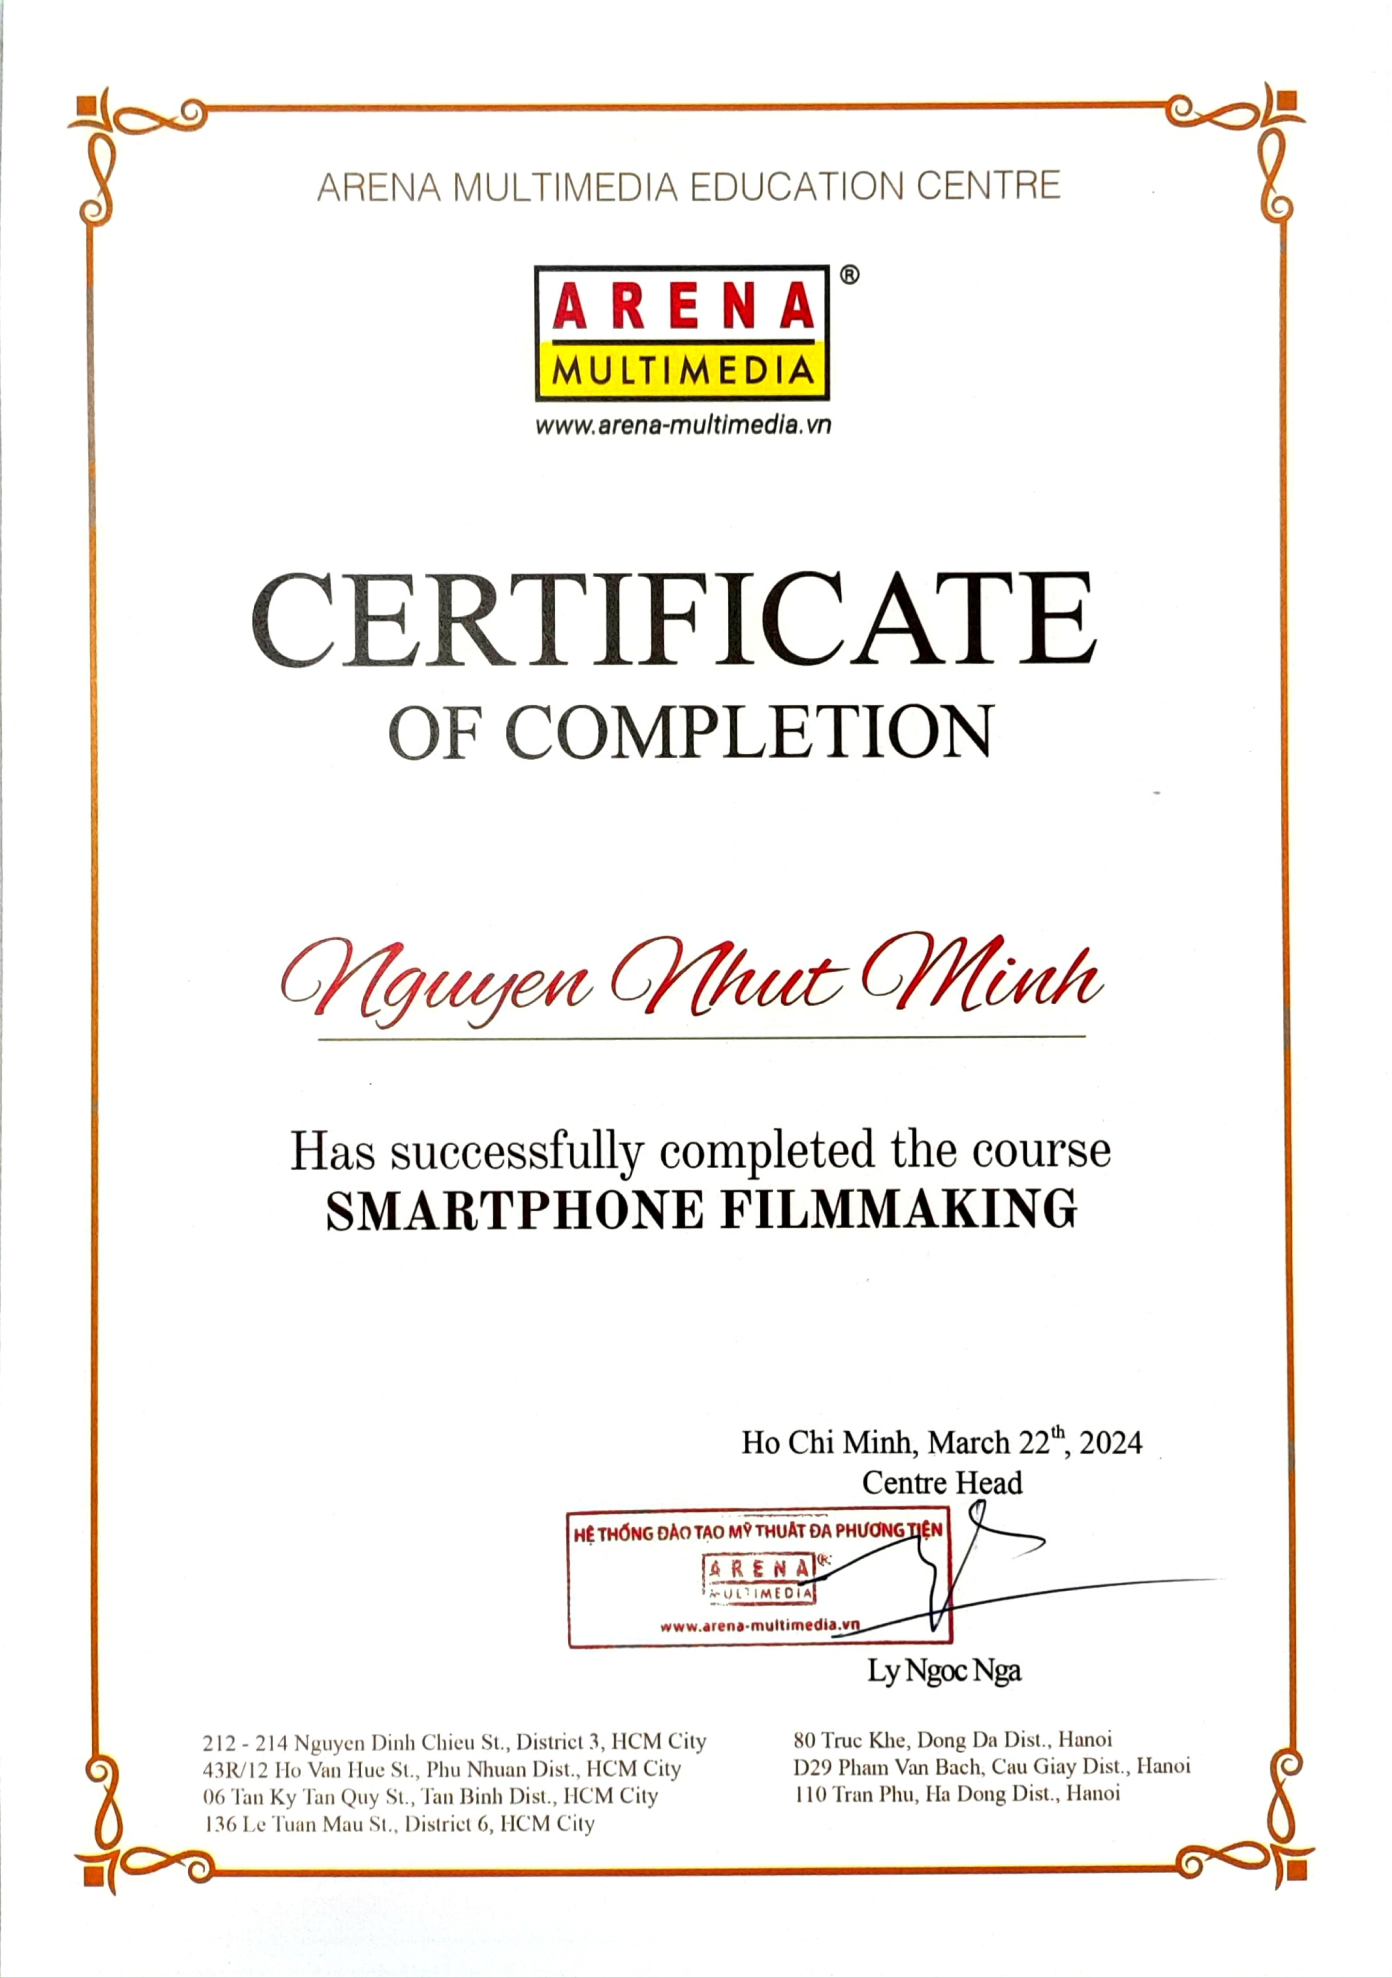 ARENA MULTIMEDIA EDUCATION CENTRE
ARENA ®
MULTIMEDIA
www.arena-multimedia.vn
CERTIFICATE
OF COMPLETION
Nguyen Nhut Minh
Has successfully completed the course
SMARTPHONE FILMMAKING
Ho Chi Minh, March 22th, 2024
Centre Head
HỆ THỐNG ĐÀO TẠO MỸ THUẬT ĐA PHƯƠNG TIỆN
ARENA ®
MULTIMEDIA
www.arena-multimedia.vn
Ly Ngoc Nga
212 - 214 Nguyen Dinh Chieu St., District 3, HCM City
43R/12 Ho Van Hue St., Phu Nhuan Dist., HCM City
06 Tan Ky Tan Quy St., Tan Binh Dist., HCM City
136 Le Tuan Mau St., District 6, HCM City
80 Truc Khe, Dong Da Dist., Hanoi
D29 Pham Van Bach, Cau Giay Dist., Hanoi
110 Tran Phu, Ha Dong Dist., Hanoi